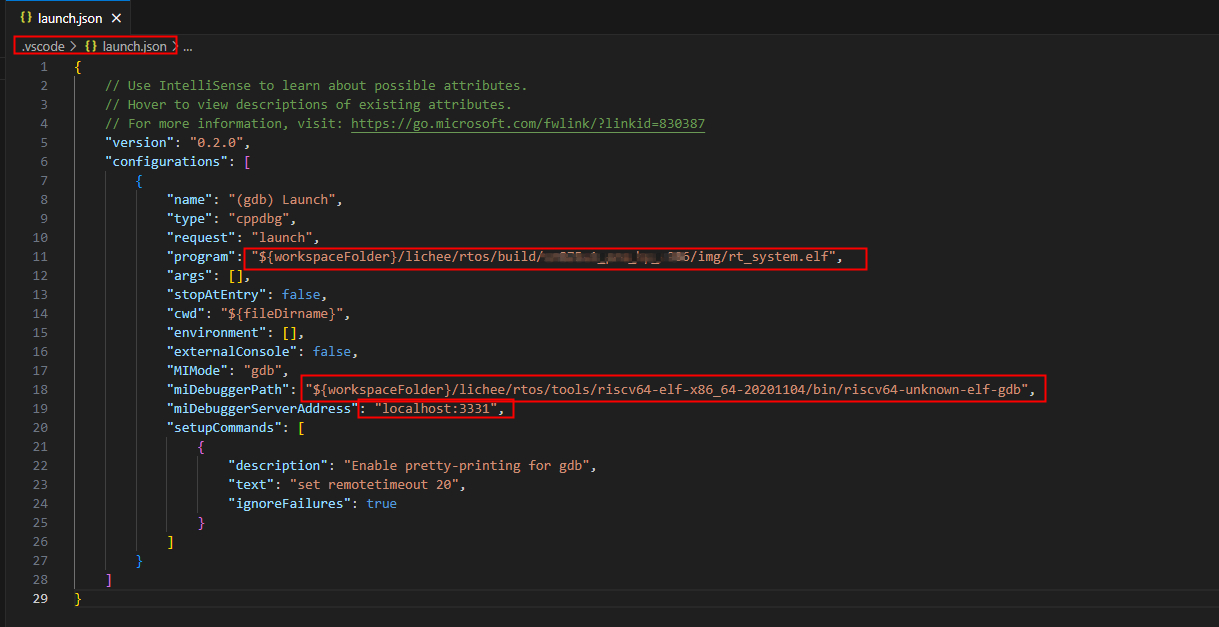 {} launch.json ×
.vscode > {} launch.json > ...
1 {
2 // Use IntelliSense to learn about possible attributes.
3 // Hover to view descriptions of existing attributes.
4 // For more information, visit: https://go.microsoft.com/fwlink/?linkid=830387
5 "version": "0.2.0",
6 "configurations": [
7 {
8 "name": "(gdb) Launch",
9 "type": "cppdbg",
10 "request": "launch",
11 "program": "${workspaceFolder}/lichee/rtos/build/ /img/rt_system.elf",
12 "args": [],
13 "stopAtEntry": false,
14 "cwd": "${fileDirname}",
15 "environment": [],
16 "externalConsole": false,
17 "MIMode": "gdb",
18 "miDebuggerPath": "${workspaceFolder}/lichee/rtos/tools/riscv64-elf-x86_64-20201104/bin/riscv64-unknown-elf-gdb",
19 "miDebuggerServerAddress": "localhost:3331",
20 "setupCommands": [
21 {
22 "description": "Enable pretty-printing for gdb",
23 "text": "set remotetimeout 20",
24 "ignoreFailures": true
25 }
26 ]
27 }
28 ]
29 }